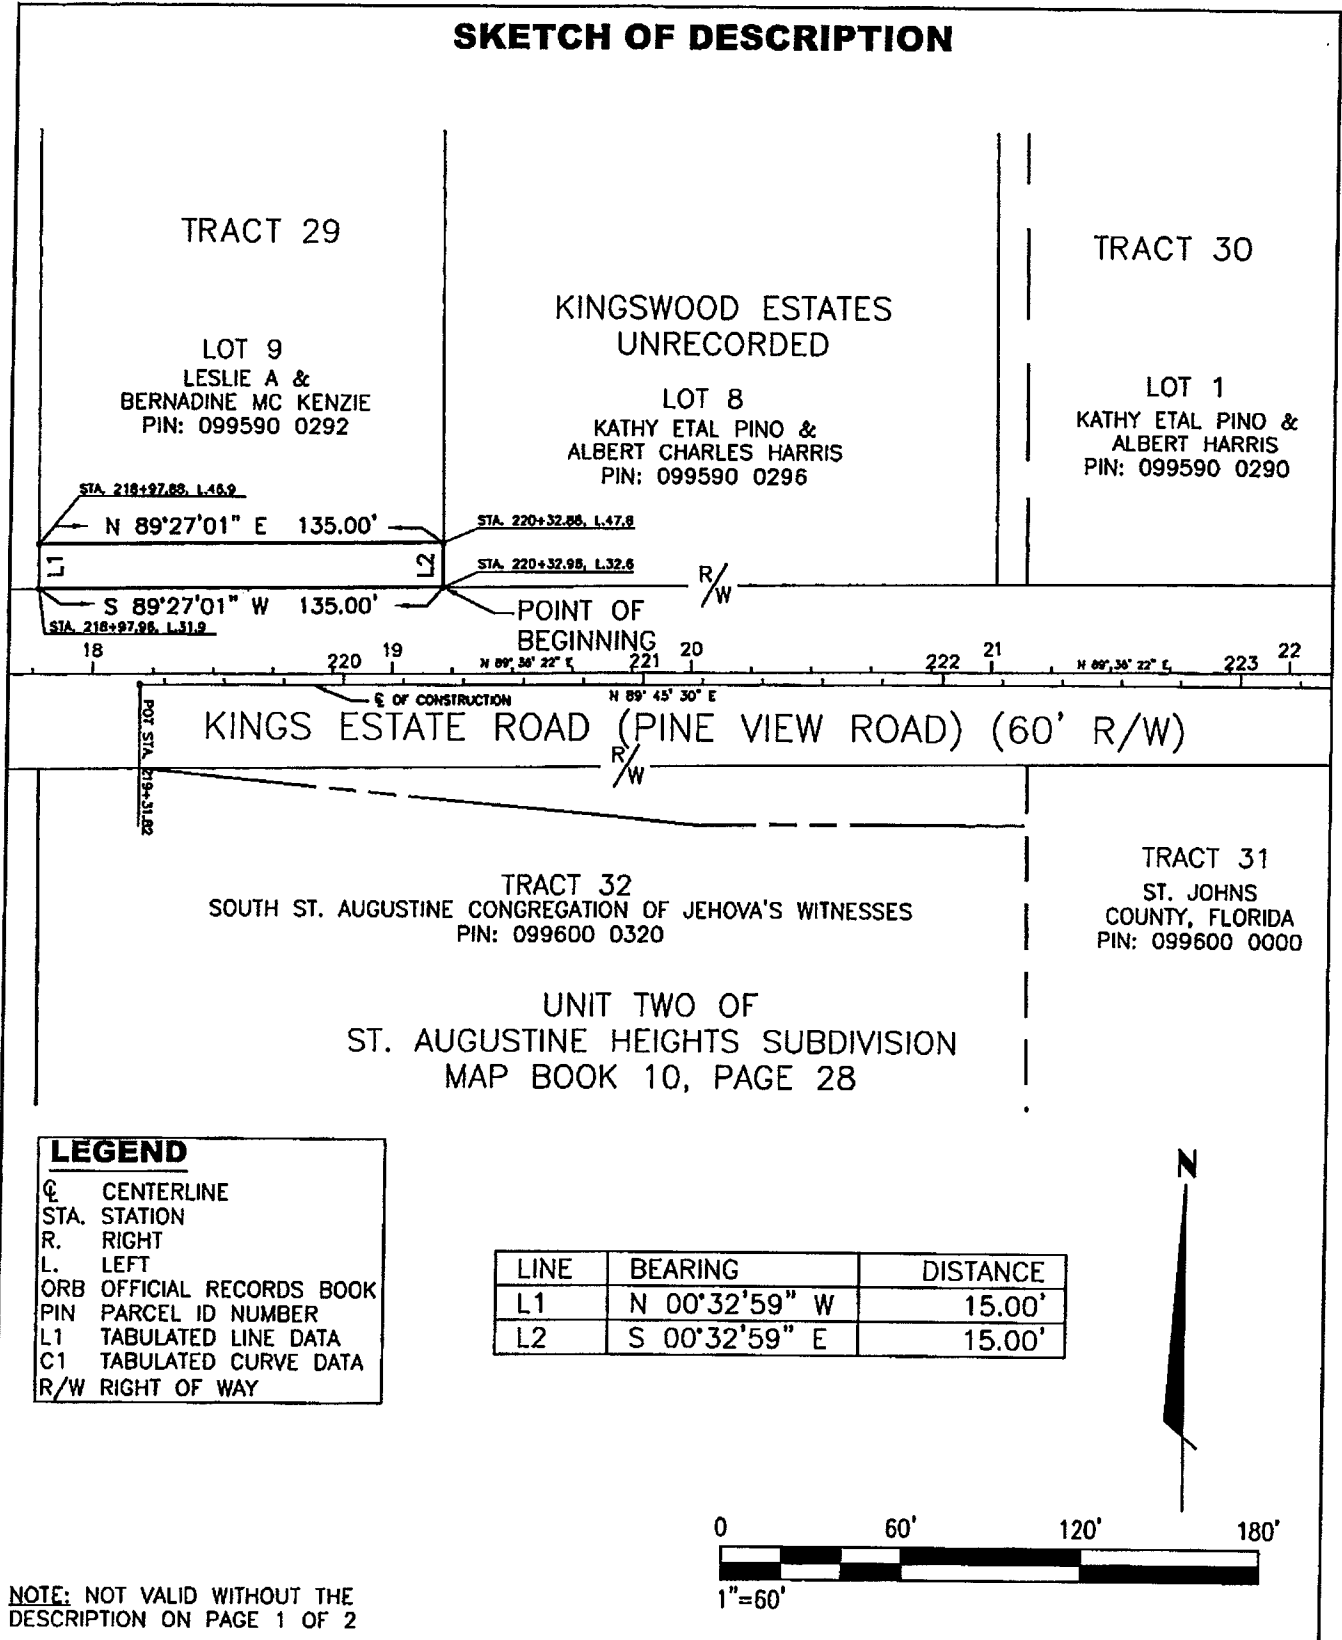 SKETCH OF DESCRIPTION
TRACT 29
TRACT 30
KINGSWOOD ESTATES
UNRECORDED
LOT 9
LESLIE A &
BERNADINE MC KENZIE
PIN: 099590 0292
LOT 8
KATHY ETAL PINO &
ALBERT CHARLES HARRIS
PIN: 099590 0296
LOT 1
KATHY ETAL PINO &
ALBERT HARRIS
PIN: 099590 0290
STA. 218+97.88, L.46.9
N 89°27'01" E 135.00'
STA. 220+32.88, L.47.6
L1
L2
STA. 220+32.98, L.32.6
R/W
S 89°27'01" W 135.00'
STA. 218+97.98, L.31.9
POINT OF
BEGINNING
18 19 20 21 22
220 221 222 223
N 89° 36' 22" E
N 89° 36' 22" E
℄ OF CONSTRUCTION
N 89° 45' 30" E
POT STA. 219+31.82
KINGS ESTATE ROAD (PINE VIEW ROAD) (60' R/W)
R/W
TRACT 32
SOUTH ST. AUGUSTINE CONGREGATION OF JEHOVA'S WITNESSES
PIN: 099600 0320
TRACT 31
ST. JOHNS
COUNTY, FLORIDA
PIN: 099600 0000
UNIT TWO OF
ST. AUGUSTINE HEIGHTS SUBDIVISION
MAP BOOK 10, PAGE 28
LEGEND
℄ CENTERLINE
STA. STATION
R. RIGHT
L. LEFT
ORB OFFICIAL RECORDS BOOK
PIN PARCEL ID NUMBER
L1 TABULATED LINE DATA
C1 TABULATED CURVE DATA
R/W RIGHT OF WAY
LINE BEARING DISTANCE
L1 N 00°32'59" W 15.00'
L2 S 00°32'59" E 15.00'
N
0 60' 120' 180'
1"=60'
NOTE: NOT VALID WITHOUT THE
DESCRIPTION ON PAGE 1 OF 2